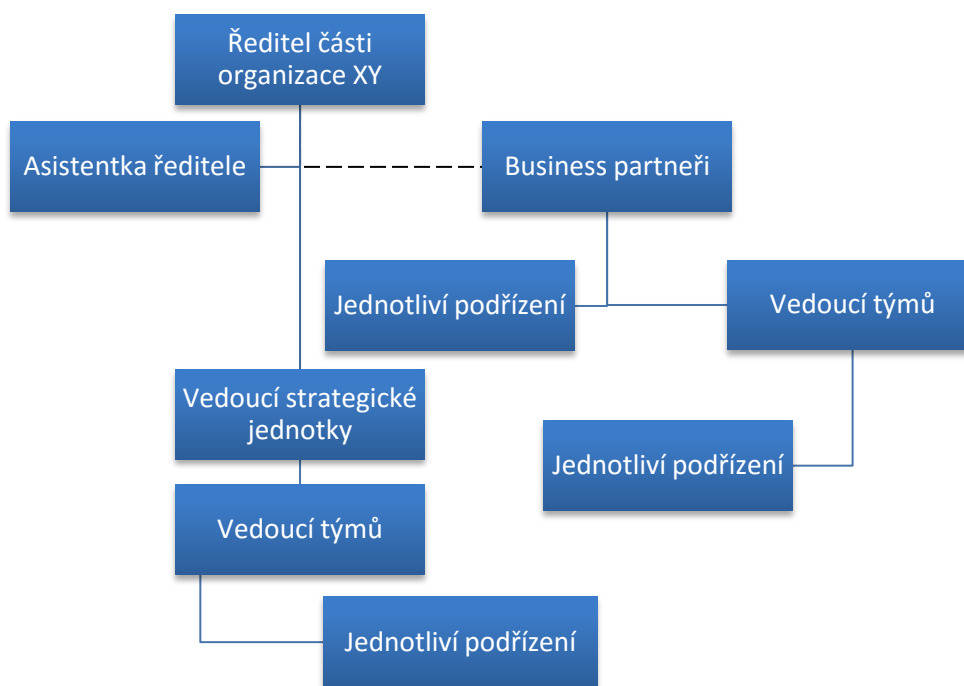 Ředitel části
organizace XY
Asistentka ředitele
Business partneři
Jednotliví podřízení
Vedoucí týmů
Vedoucí strategické
jednotky
Jednotliví podřízení
Vedoucí týmů
Jednotliví podřízení